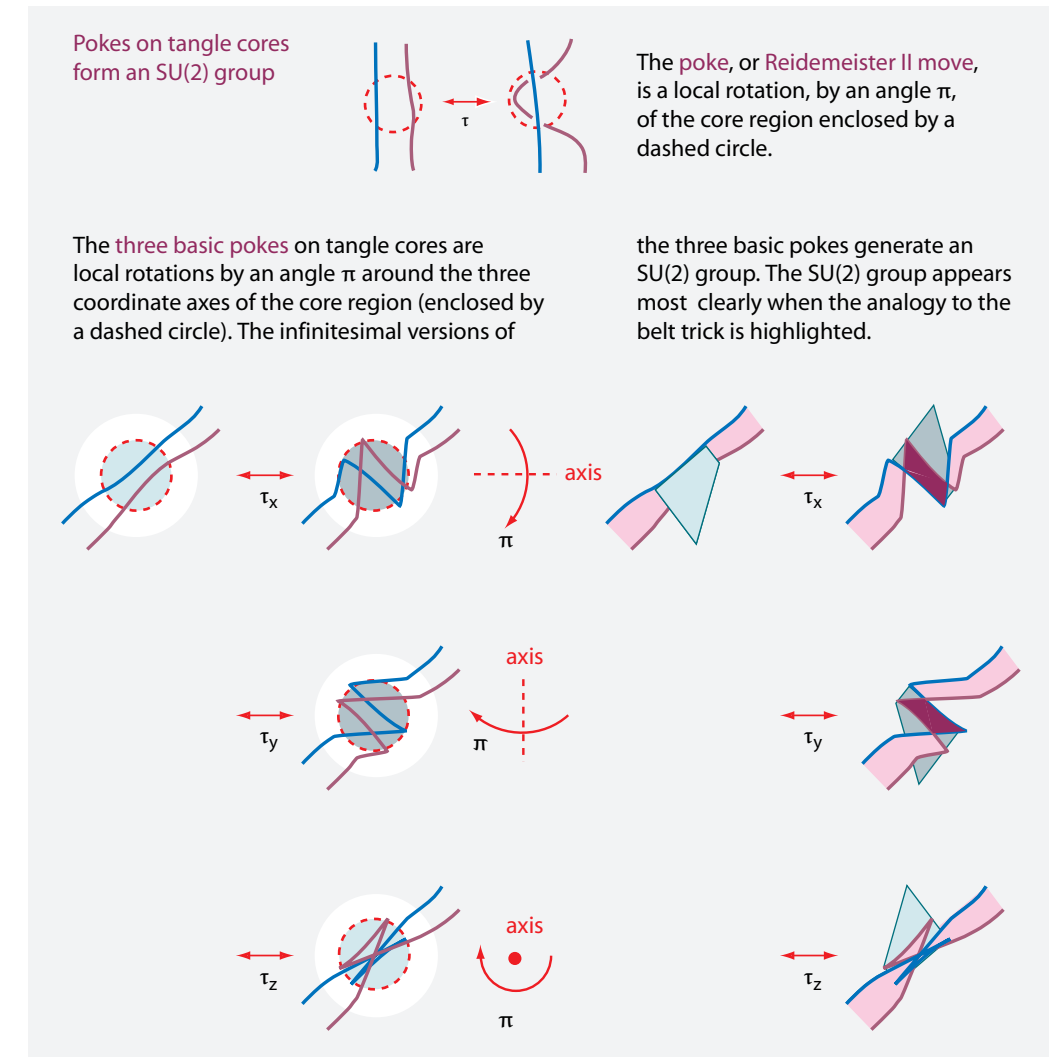 Pokes on tangle cores
form an SU(2) group
τ
The poke, or Reidemeister II move,
is a local rotation, by an angle π,
of the core region enclosed by a
dashed circle.
The three basic pokes on tangle cores are
local rotations by an angle π around the three
coordinate axes of the core region (enclosed by
a dashed circle). The infinitesimal versions of
the three basic pokes generate an
SU(2) group. The SU(2) group appears
most clearly when the analogy to the
belt trick is highlighted.
τx
axis
π
τx
τy
axis
π
τy
τz
axis
π
τz